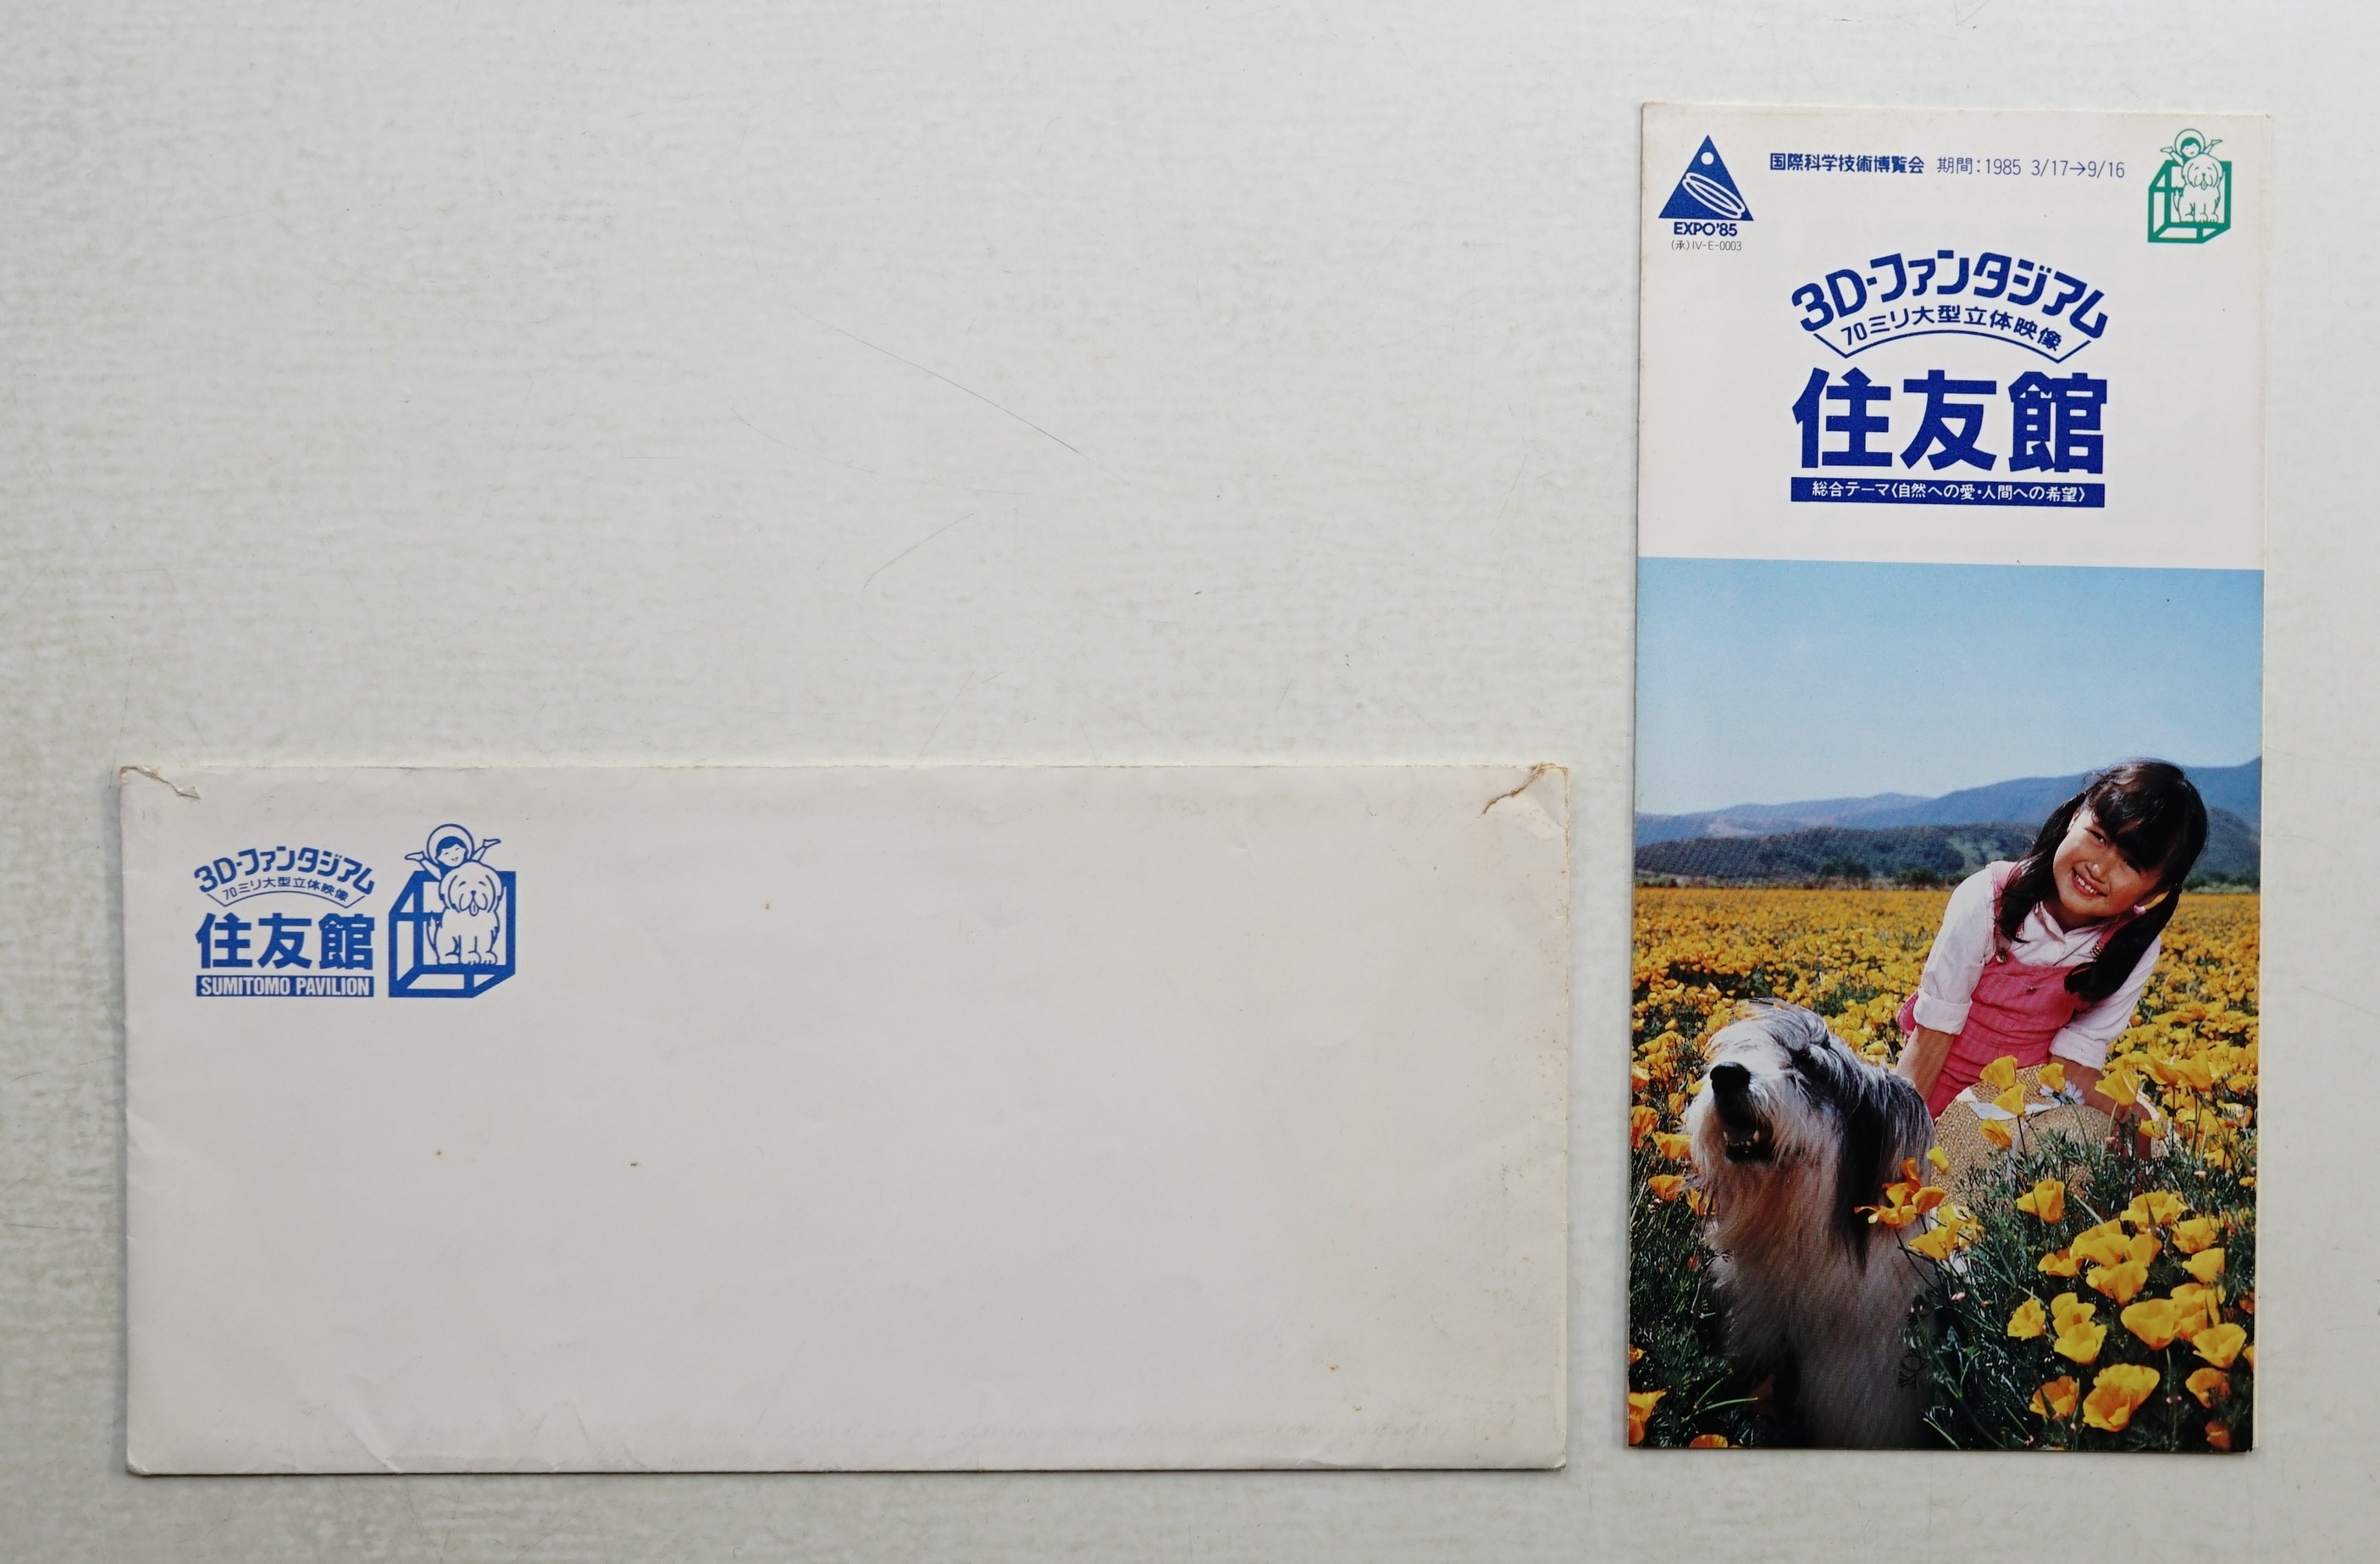 3D-ファンタジアム
70ミリ大型立体映像
住友館
SUMITOMO PAVILION
国際科学技術博覧会 期間:1985 3/17→9/16
EXPO'85
(承)IV-E-0003
3D-ファンタジアム
70ミリ大型立体映像
住友館
総合テーマ〈自然への愛・人間への希望〉